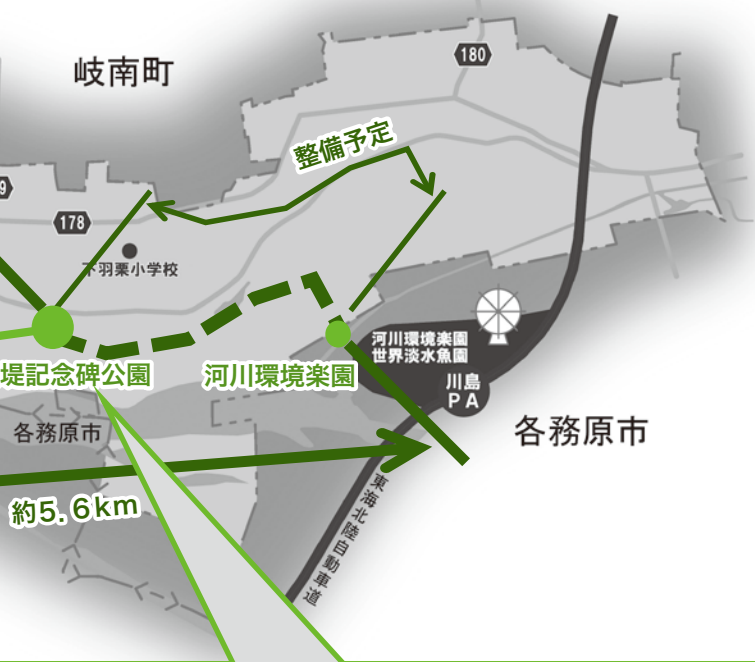 岐南町
180
整備予定
9
178
下羽栗小学校
河川環境楽園
世界淡水魚園
堤記念碑公園
河川環境楽園
川島
PA
各務原市
各務原市
約5.6km
東海北陸自動車道